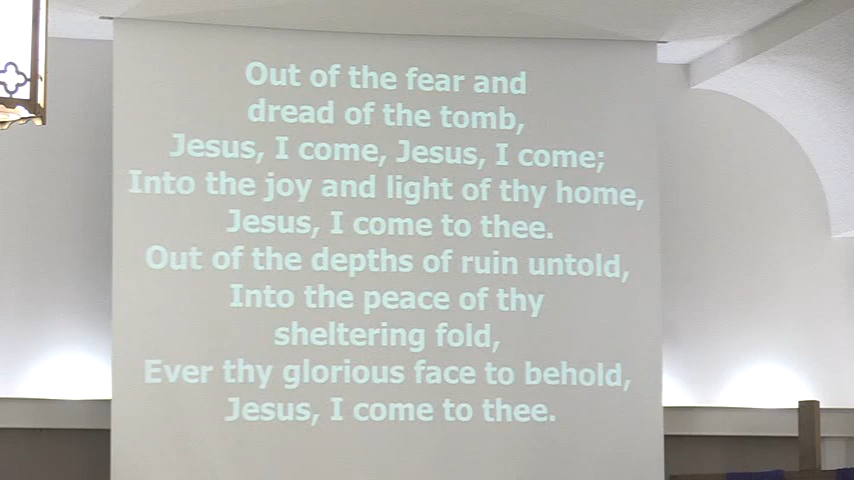 Out of the fear and
dread of the tomb,
Jesus, I come, Jesus, I come;
Into the joy and light of thy home,
Jesus, I come to thee.
Out of the depths of ruin untold,
Into the peace of thy
sheltering fold,
Ever thy glorious face to behold,
Jesus, I come to thee.